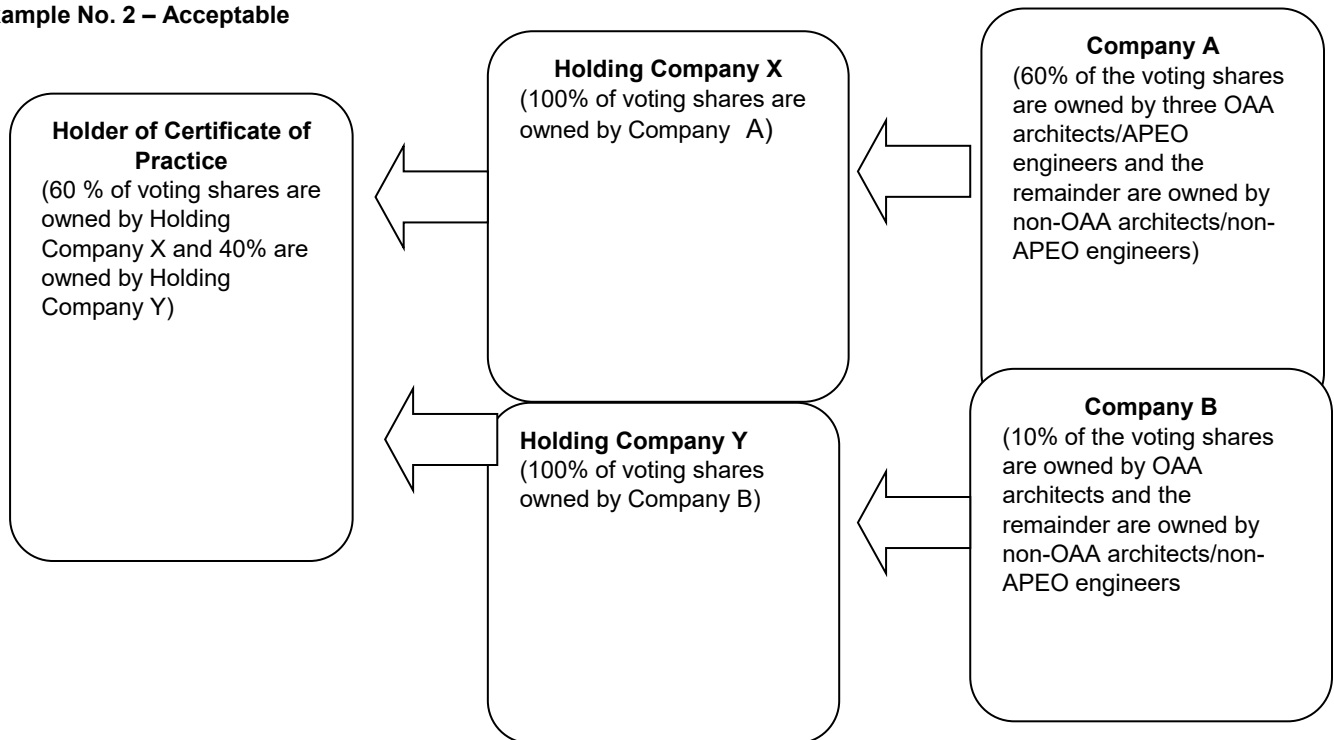 ample No. 2 – Acceptable
Holder of Certificate of
Practice
(60 % of voting shares are
owned by Holding
Company X and 40% are
owned by Holding
Company Y)
Holding Company X
(100% of voting shares are
owned by Company A)
Company A
(60% of the voting shares
are owned by three OAA
architects/APEO
engineers and the
remainder are owned by
non-OAA architects/non-
APEO engineers)
Holding Company Y
(100% of voting shares
owned by Company B)
Company B
(10% of the voting shares
are owned by OAA
architects and the
remainder are owned by
non-OAA architects/non-
APEO engineers